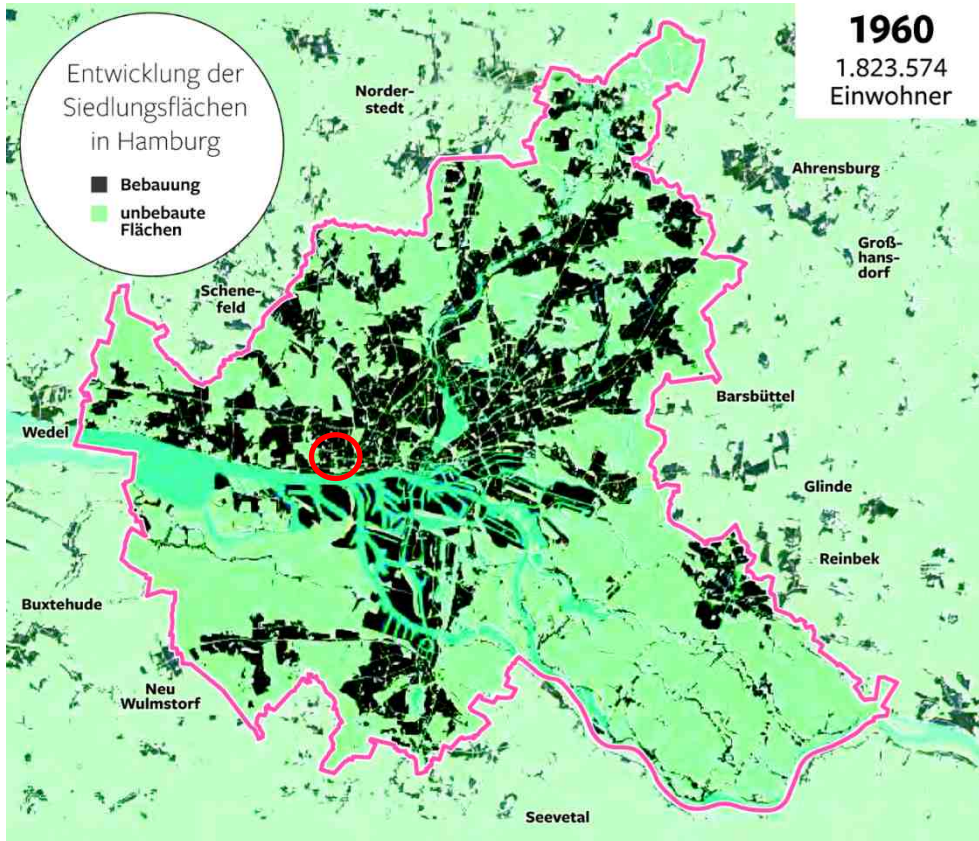 Entwicklung der
Siedlungsflächen
in Hamburg
Bebauung
unbebaute
Flächen
1960
1.823.574
Einwohner
Norder-
stedt
Ahrensburg
Groß-
hans-
dorf
Schene-
feld
Barsbüttel
Wedel
Glinde
Reinbek
Buxtehude
Neu
Wulmstorf
Seevetal